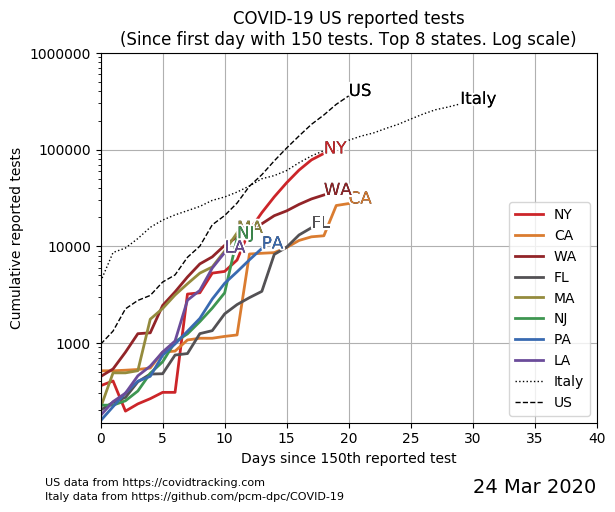 COVID-19 US reported tests
(Since first day with 150 tests. Top 8 states. Log scale)
Cumulative reported tests
1000000
100000
10000
1000
US
Italy
NY
WA
CA
FL
MA
NJ
PA
LA
NY
CA
WA
FL
MA
NJ
PA
LA
Italy
US
0
5
10
15
20
25
30
35
40
Days since 150th reported test
US data from https://covidtracking.com
Italy data from https://github.com/pcm-dpc/COVID-19
24 Mar 2020